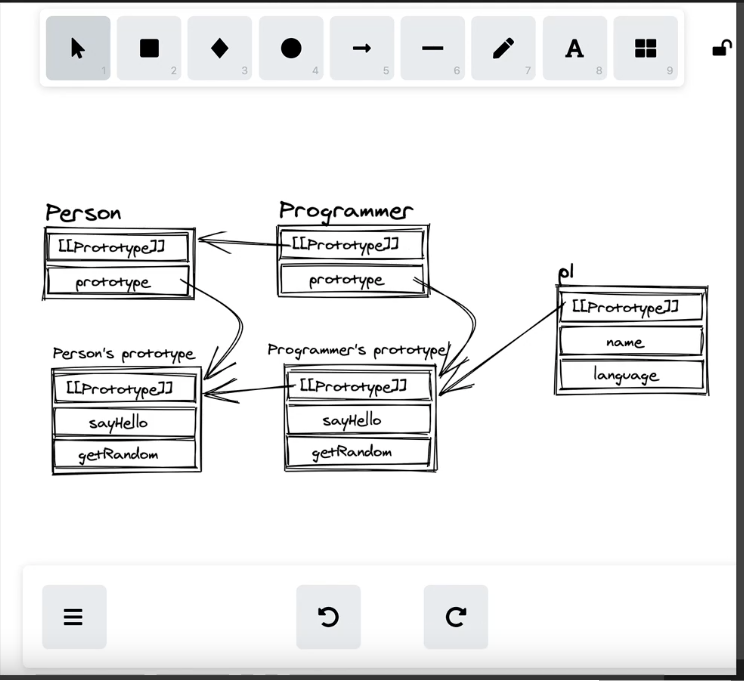 1
2
3
4
5
6
A
7
8
9
Person
[[Prototype]]
prototype
Programmer
[[Prototype]]
prototype
Person's prototype
[[Prototype]]
sayHello
getRandom
Programmer's prototype
[[Prototype]]
sayHello
getRandom
p1
[[Prototype]]
name
language